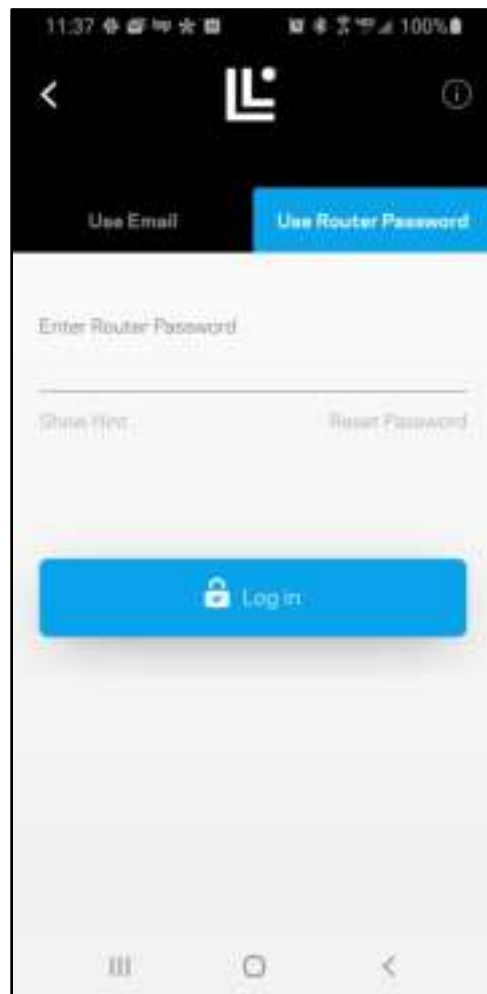 11:37
100%
Use Email
Use Router Password
Enter Router Password
Show Hint
Reset Password
Log in